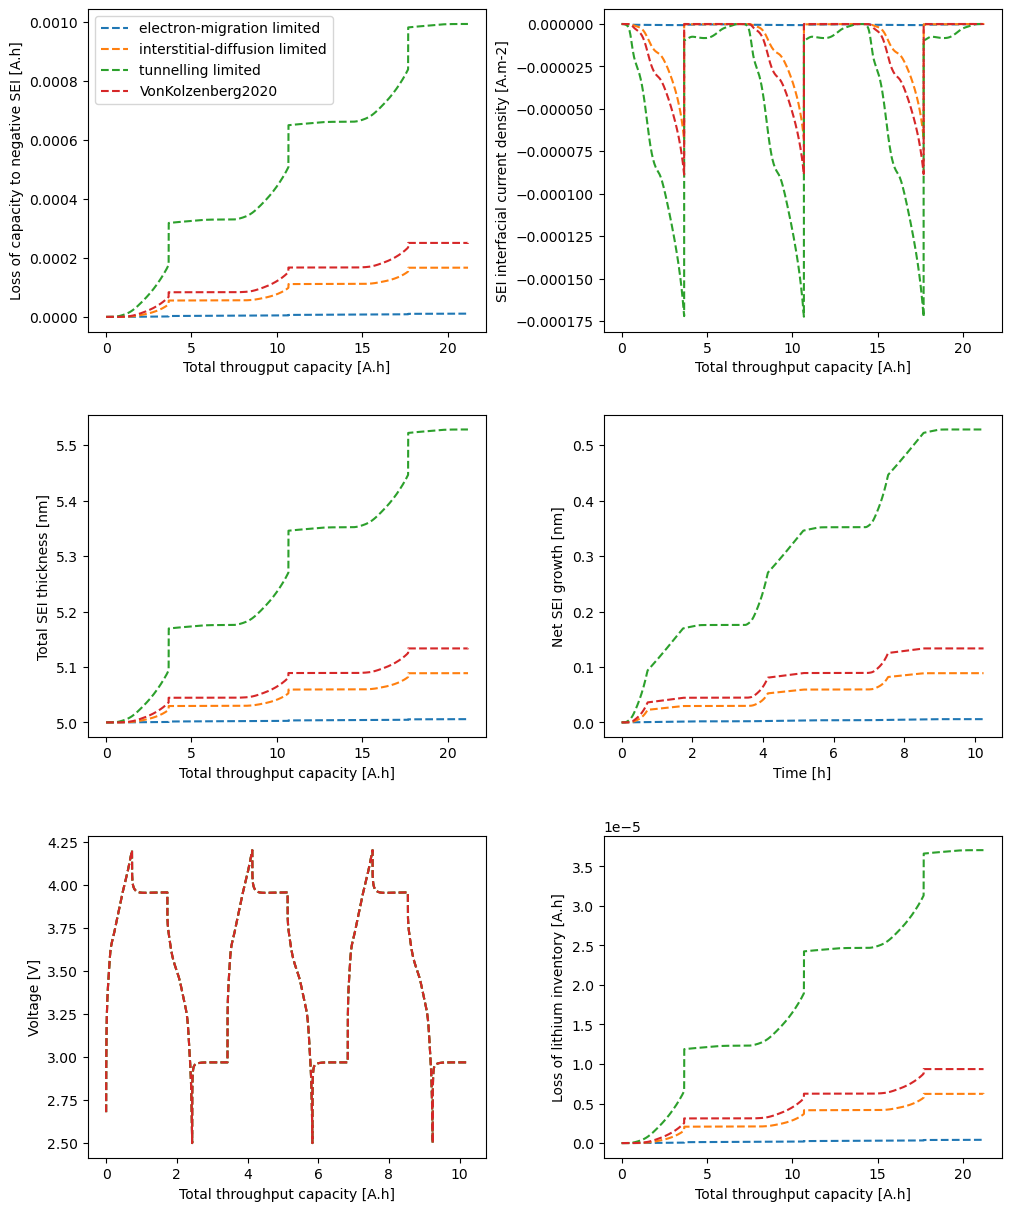 Loss of capacity to negative SEI [A.h]
0.0010
0.0008
0.0006
0.0004
0.0002
0.0000
electron-migration limited
interstitial-diffusion limited
tunnelling limited
VonKolzenberg2020
0 5 10 15 20
Total througput capacity [A.h]
SEI interfacial current density [A.m-2]
0.000000
−0.000025
−0.000050
−0.000075
−0.000100
−0.000125
−0.000150
−0.000175
0 5 10 15 20
Total throughput capacity [A.h]
Total SEI thickness [nm]
5.5
5.4
5.3
5.2
5.1
5.0
0 5 10 15 20
Total throughput capacity [A.h]
Net SEI growth [nm]
0.5
0.4
0.3
0.2
0.1
0.0
0 2 4 6 8 10
Time [h]
Voltage [V]
4.25
4.00
3.75
3.50
3.25
3.00
2.75
2.50
0 2 4 6 8 10
Total throughput capacity [A.h]
1e−5
Loss of lithium inventory [A.h]
3.5
3.0
2.5
2.0
1.5
1.0
0.5
0.0
0 5 10 15 20
Total throughput capacity [A.h]